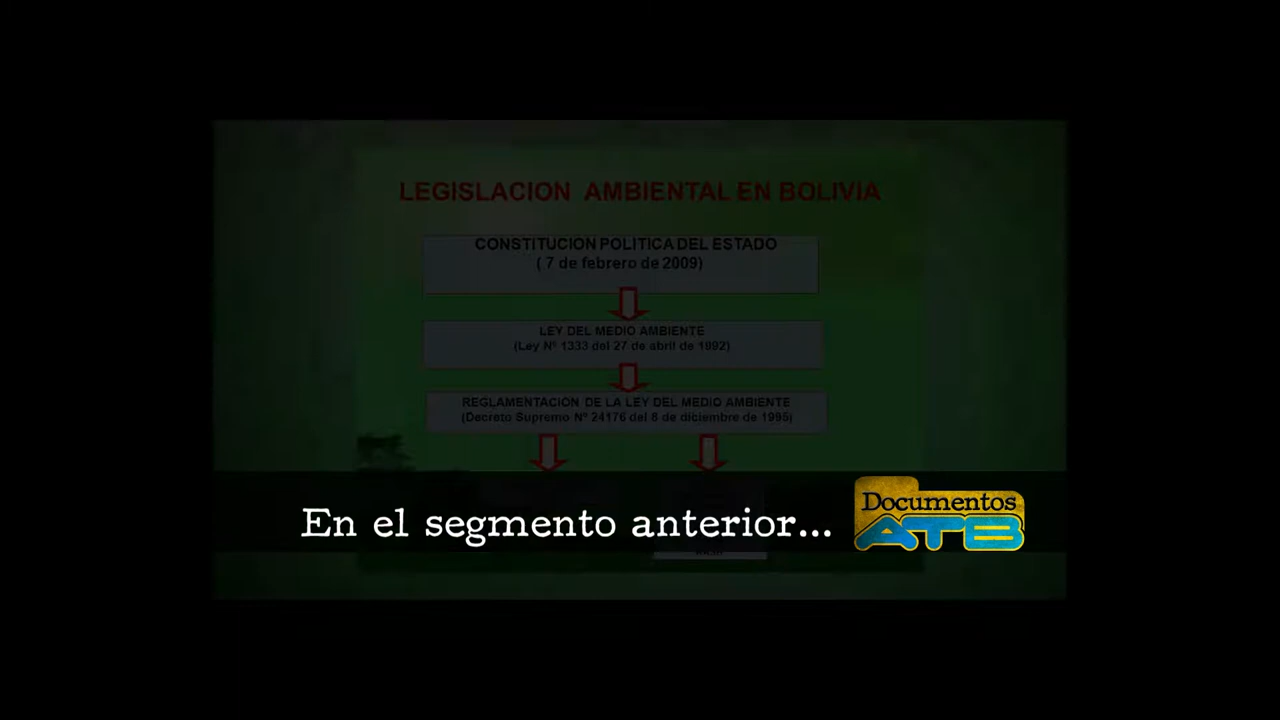 LEGISLACION AMBIENTAL EN BOLIVIA
CONSTITUCION POLITICA DEL ESTADO
( 7 de febrero de 2009)
LEY DEL MEDIO AMBIENTE
(Ley Nº 1333 del 27 de abril de 1992)
REGLAMENTACION DE LA LEY DEL MEDIO AMBIENTE
(Decreto Supremo Nº 24176 del 8 de diciembre de 1995)
En el segmento anterior...
Documentos
ATB